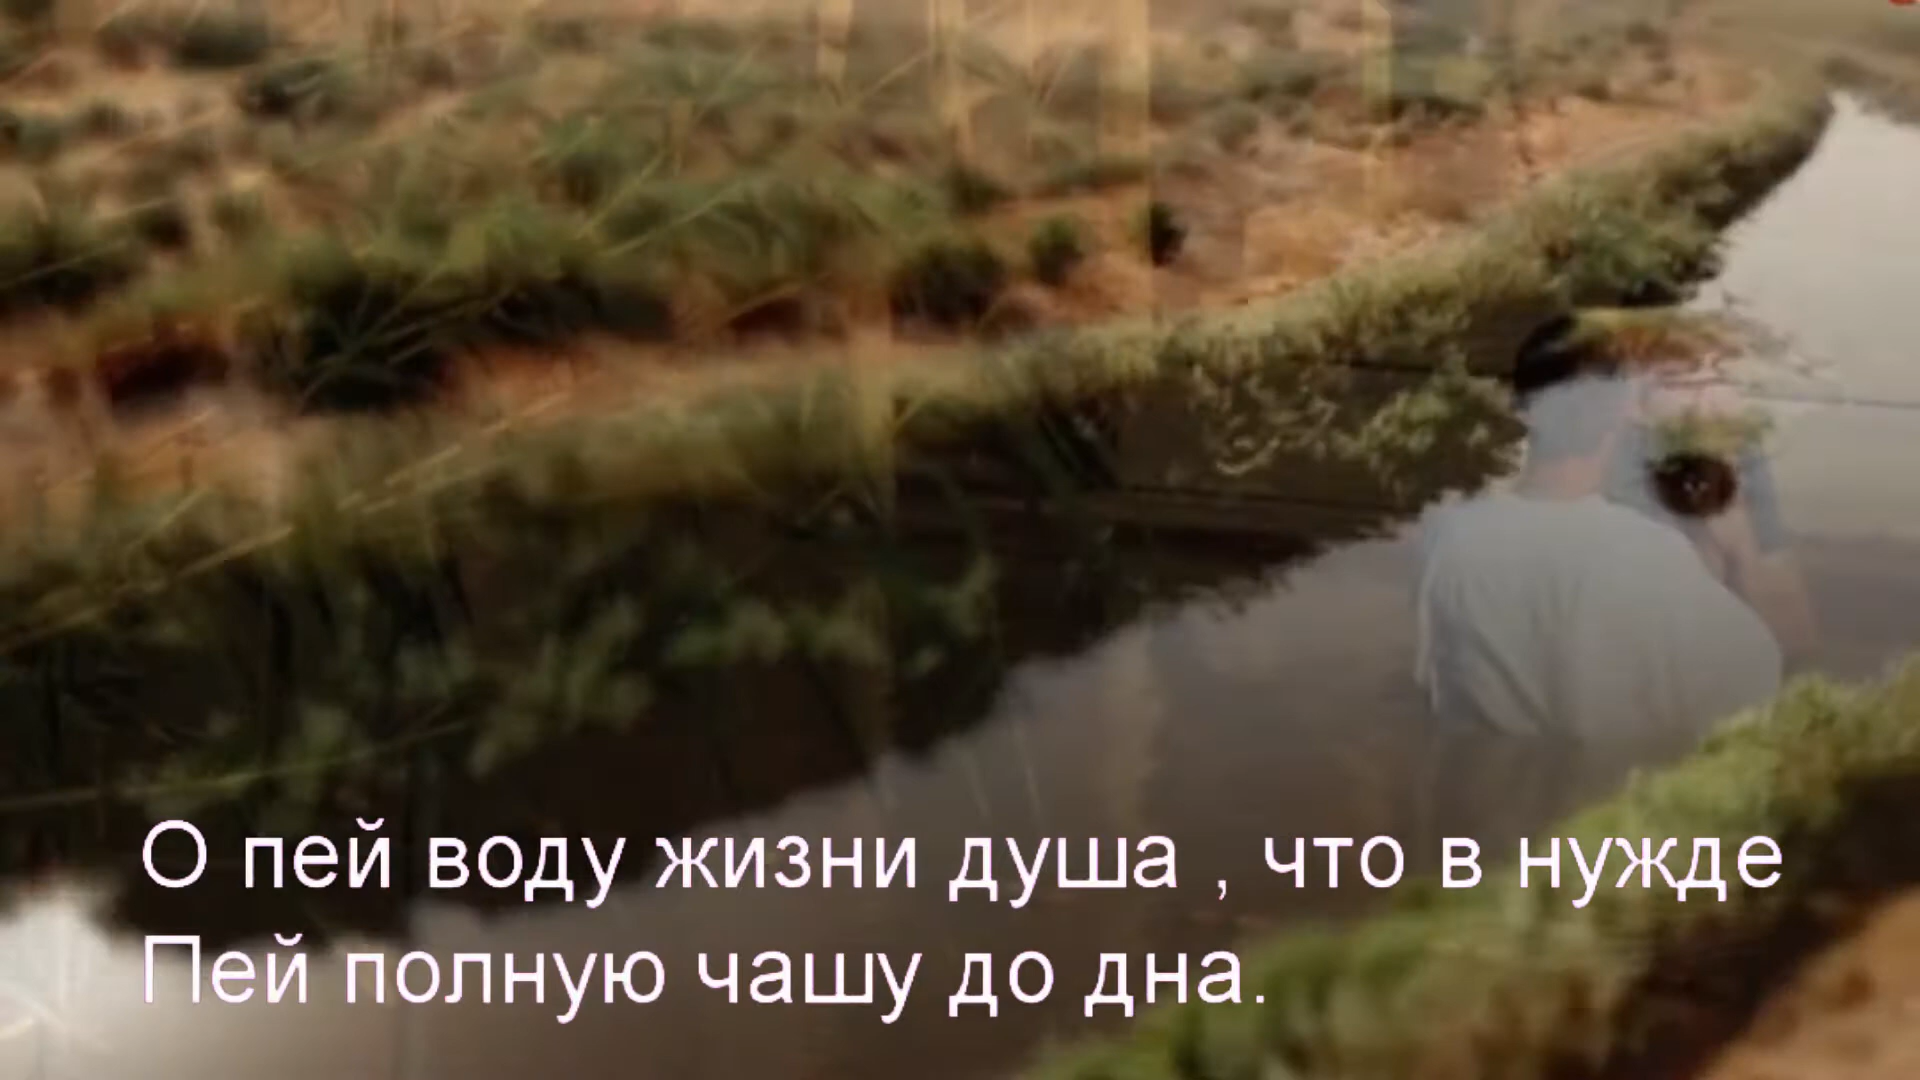 О пей воду жизни душа , что в нужде
Пей полную чашу до дна.